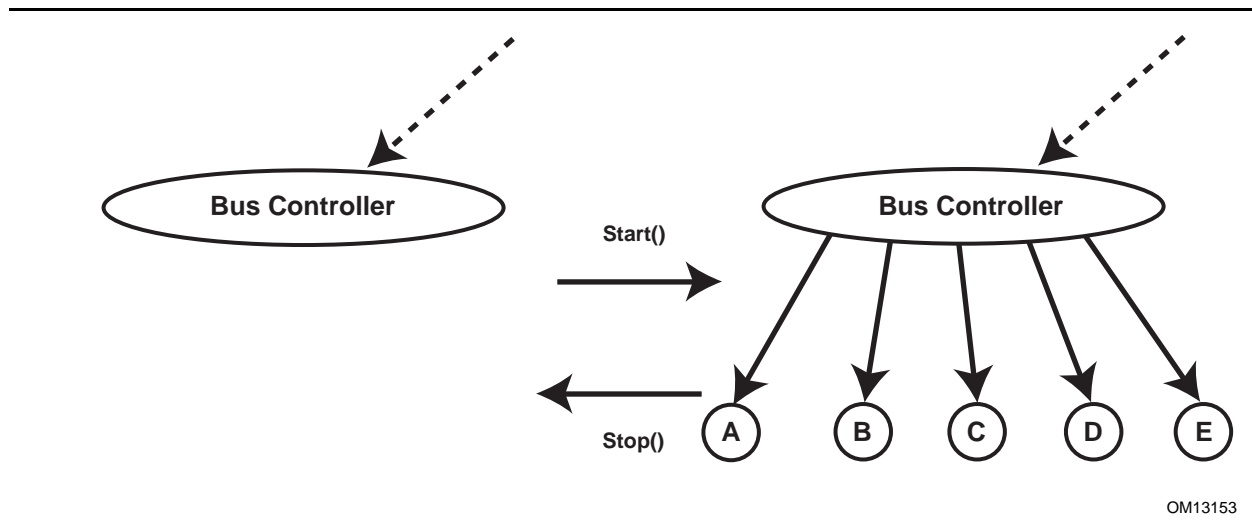 Bus Controller
Bus Controller
Start()
Stop()
A
B
C
D
E
OM13153